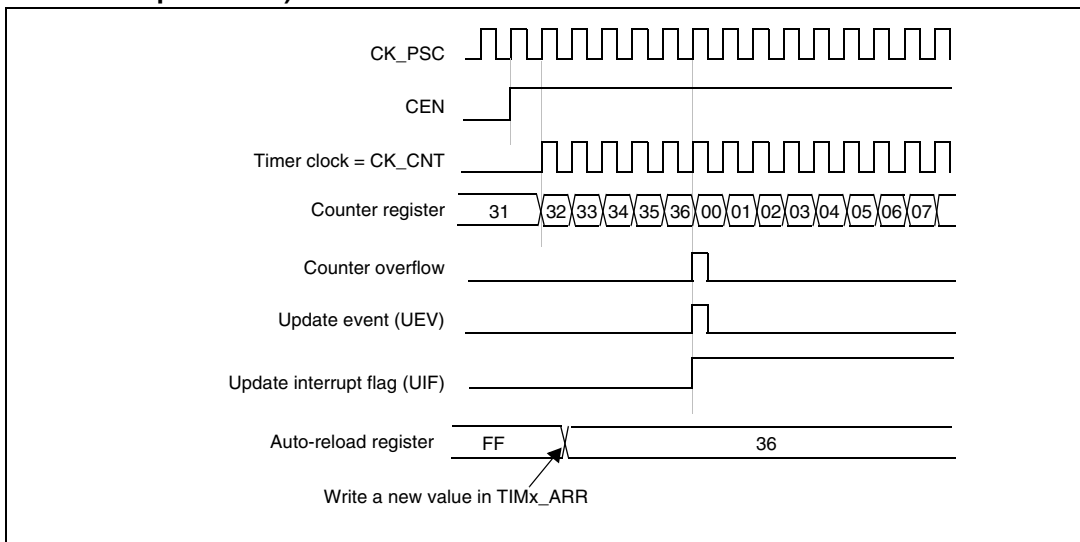 CK_PSC
CEN
Timer clock = CK_CNT
Counter register 31 32 33 34 35 36 00 01 02 03 04 05 06 07
Counter overflow
Update event (UEV)
Update interrupt flag (UIF)
Auto-reload register FF 36
Write a new value in TIMx_ARR